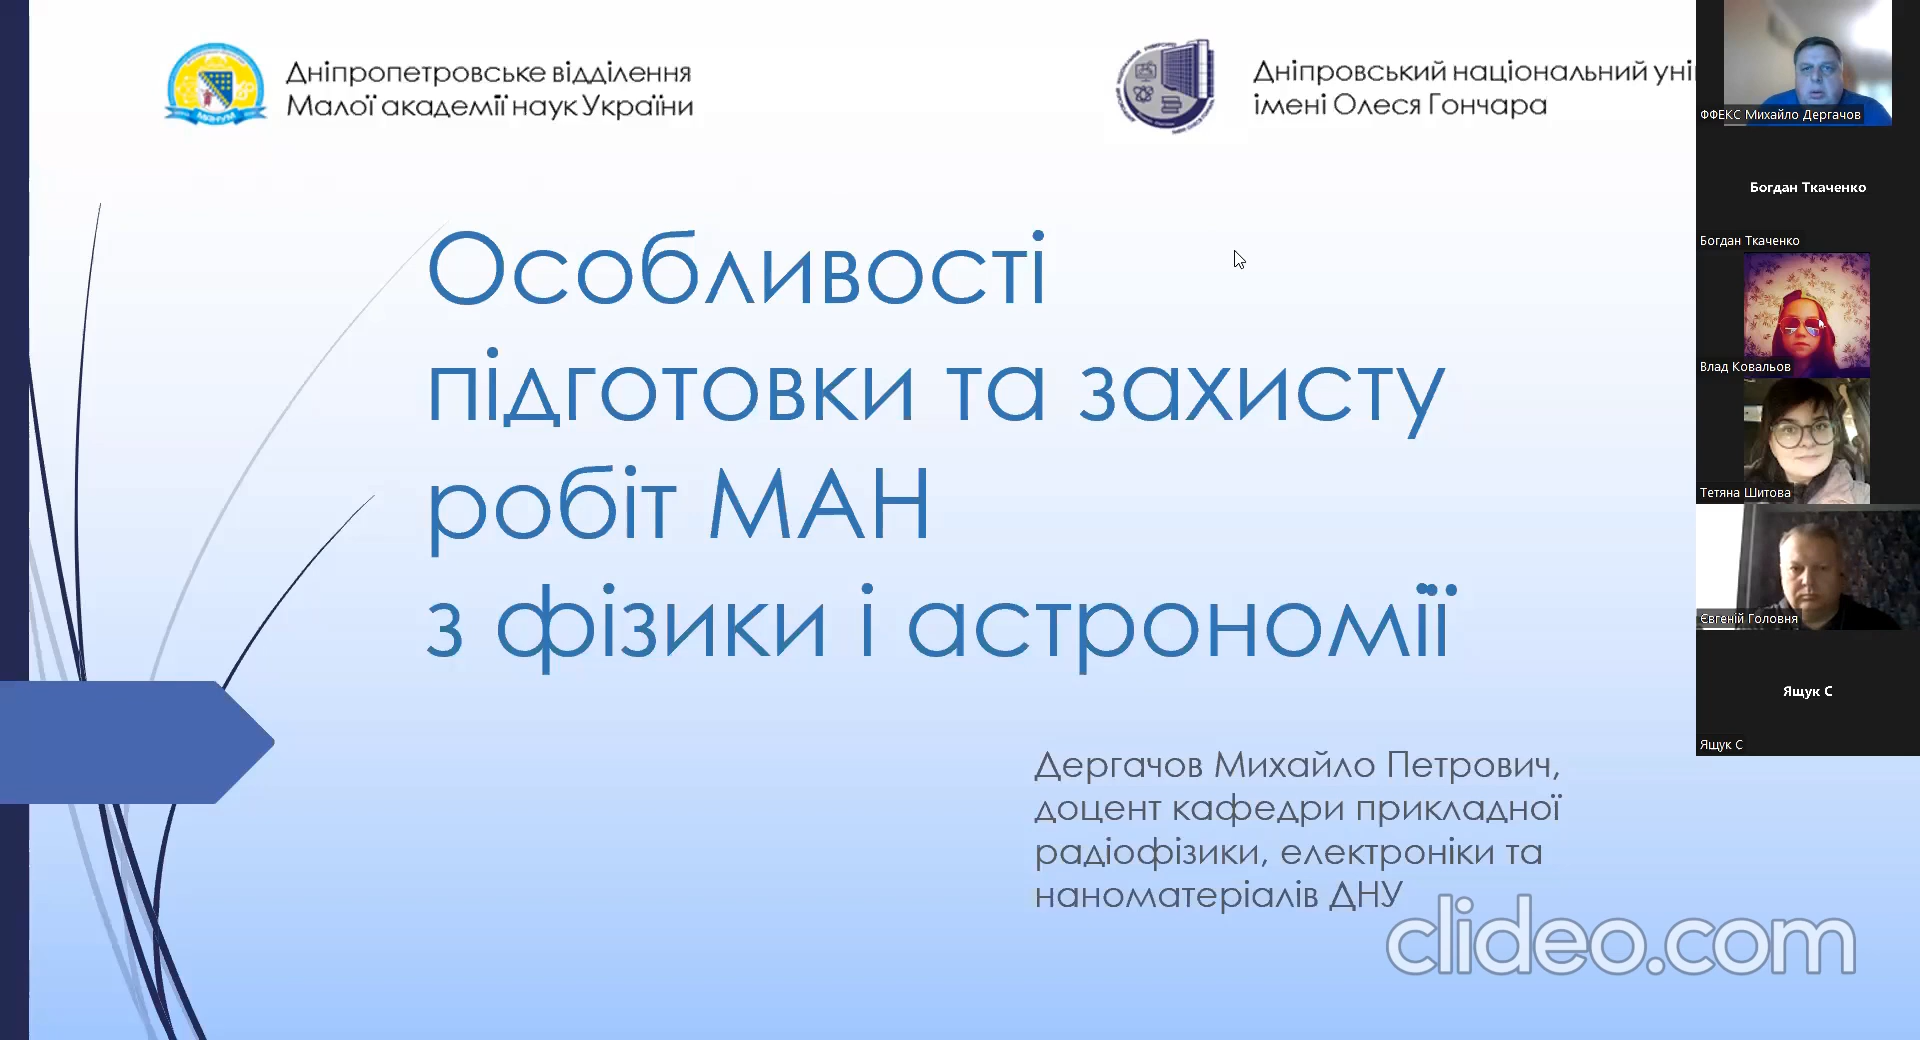 Дніпропетровське відділення
Малої академії наук України
МАНУМ
Дніпровський національний уні
імені Олеся Гончара
Особливості
підготовки та захисту
робіт МАН
з фізики і астрономії
Дергачов Михайло Петрович,
доцент кафедри прикладної
радіофізики, електроніки та
наноматеріалів ДНУ
clideo.com
ФФЕКС Михайло Дергачов
Богдан Ткаченко
Богдан Ткаченко
Влад Ковальов
Тетяна Шитова
Євгеній Головня
Ящук С
Ящук С